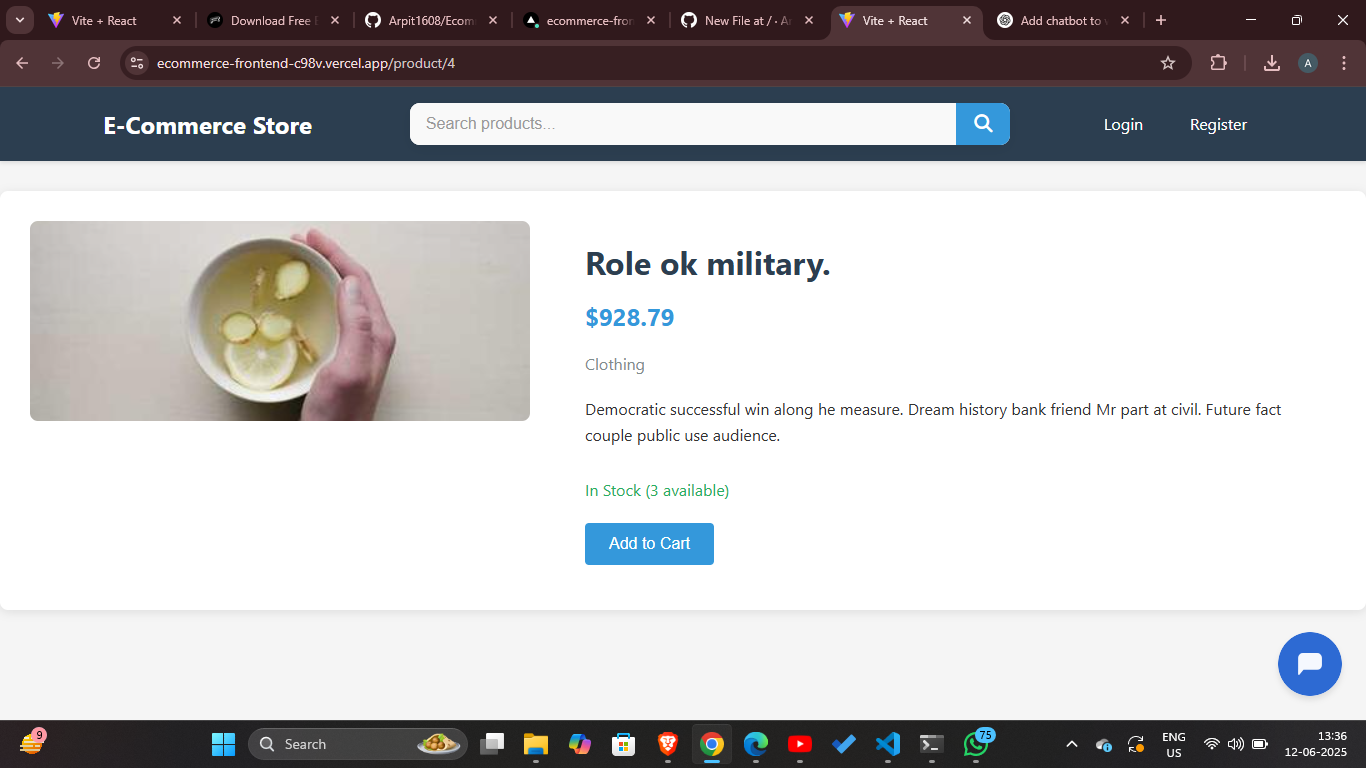 Vite + React
Download Free
Arpit1608/Ecom
ecommerce-fron
New File at / ·
Vite + React
Add chatbot to
ecommerce-frontend-c98v.vercel.app/product/4
A
E-Commerce Store
Search products...
Login
Register
Role ok military.
$928.79
Clothing
Democratic successful win along he measure. Dream history bank friend Mr part at civil. Future fact
couple public use audience.
In Stock (3 available)
Add to Cart
9
Search
75
ENG
US
13:36
12-06-2025